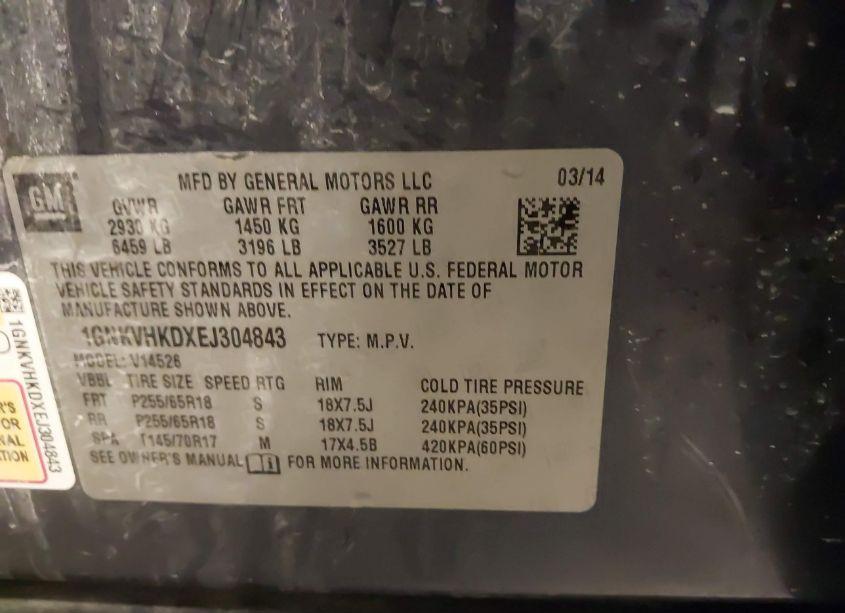 GM
MFD BY GENERAL MOTORS LLC 03/14
GVWR GAWR FRT GAWR RR
2930 KG 1450 KG 1600 KG
6459 LB 3196 LB 3527 LB
THIS VEHICLE CONFORMS TO ALL APPLICABLE U.S. FEDERAL MOTOR
VEHICLE SAFETY STANDARDS IN EFFECT ON THE DATE OF
MANUFACTURE SHOWN ABOVE.
1GNKVHKDXEJ304843 TYPE: M.P.V.
MODEL: V14526
TIRE SIZE SPEED RTG RIM COLD TIRE PRESSURE
FRT P255/65R18 S 18X7.5J 240KPA(35PSI)
RR P255/65R18 S 18X7.5J 240KPA(35PSI)
SPA T145/70R17 M 17X4.5B 420KPA(60PSI)
SEE OWNER'S MANUAL FOR MORE INFORMATION.
1GNKVHKDXEJ304843